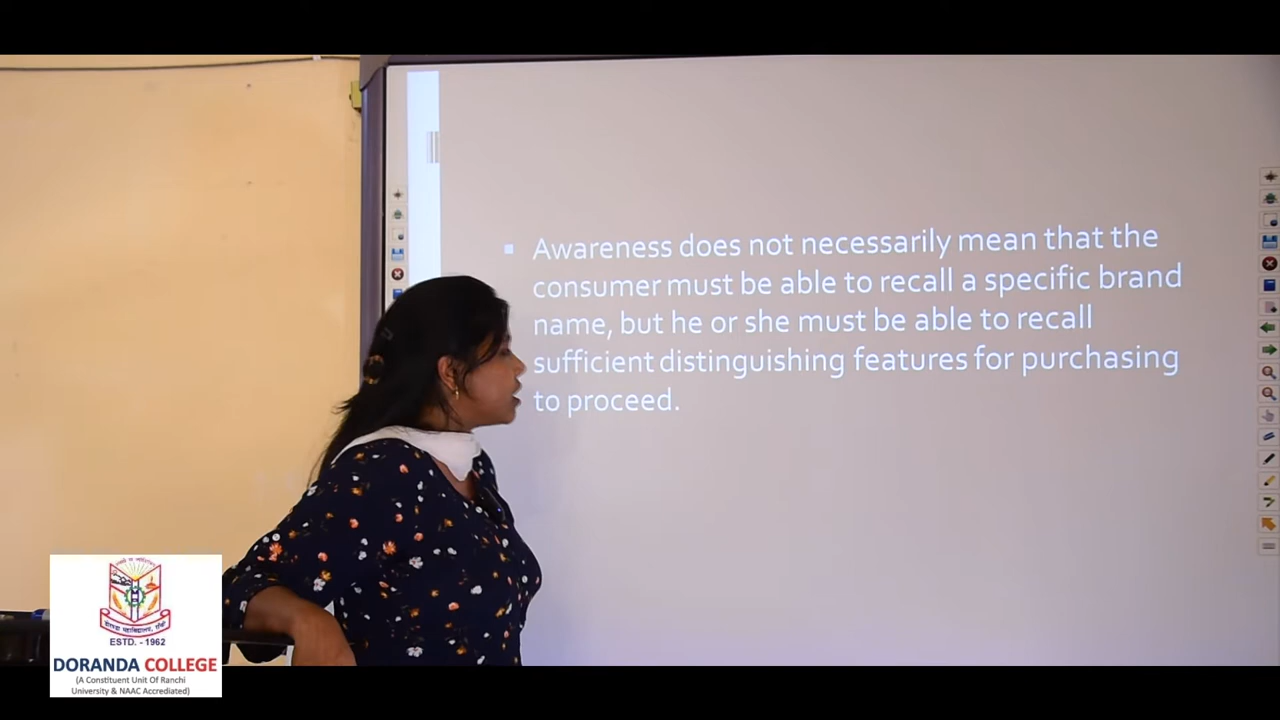 Awareness does not necessarily mean that the
consumer must be able to recall a specific brand
name, but he or she must be able to recall
sufficient distinguishing features for purchasing
to proceed.
ESTD. - 1962
DORANDA COLLEGE
(A Constituent Unit Of Ranchi
University & NAAC Accredited)